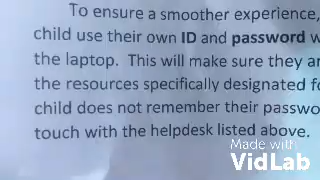 To ensure a smoother experience,
child use their own ID and password w
the laptop. This will make sure they ar
the resources specifically designated fo
child does not remember their passwo
touch with the helpdesk listed above.
Made with
VidLab